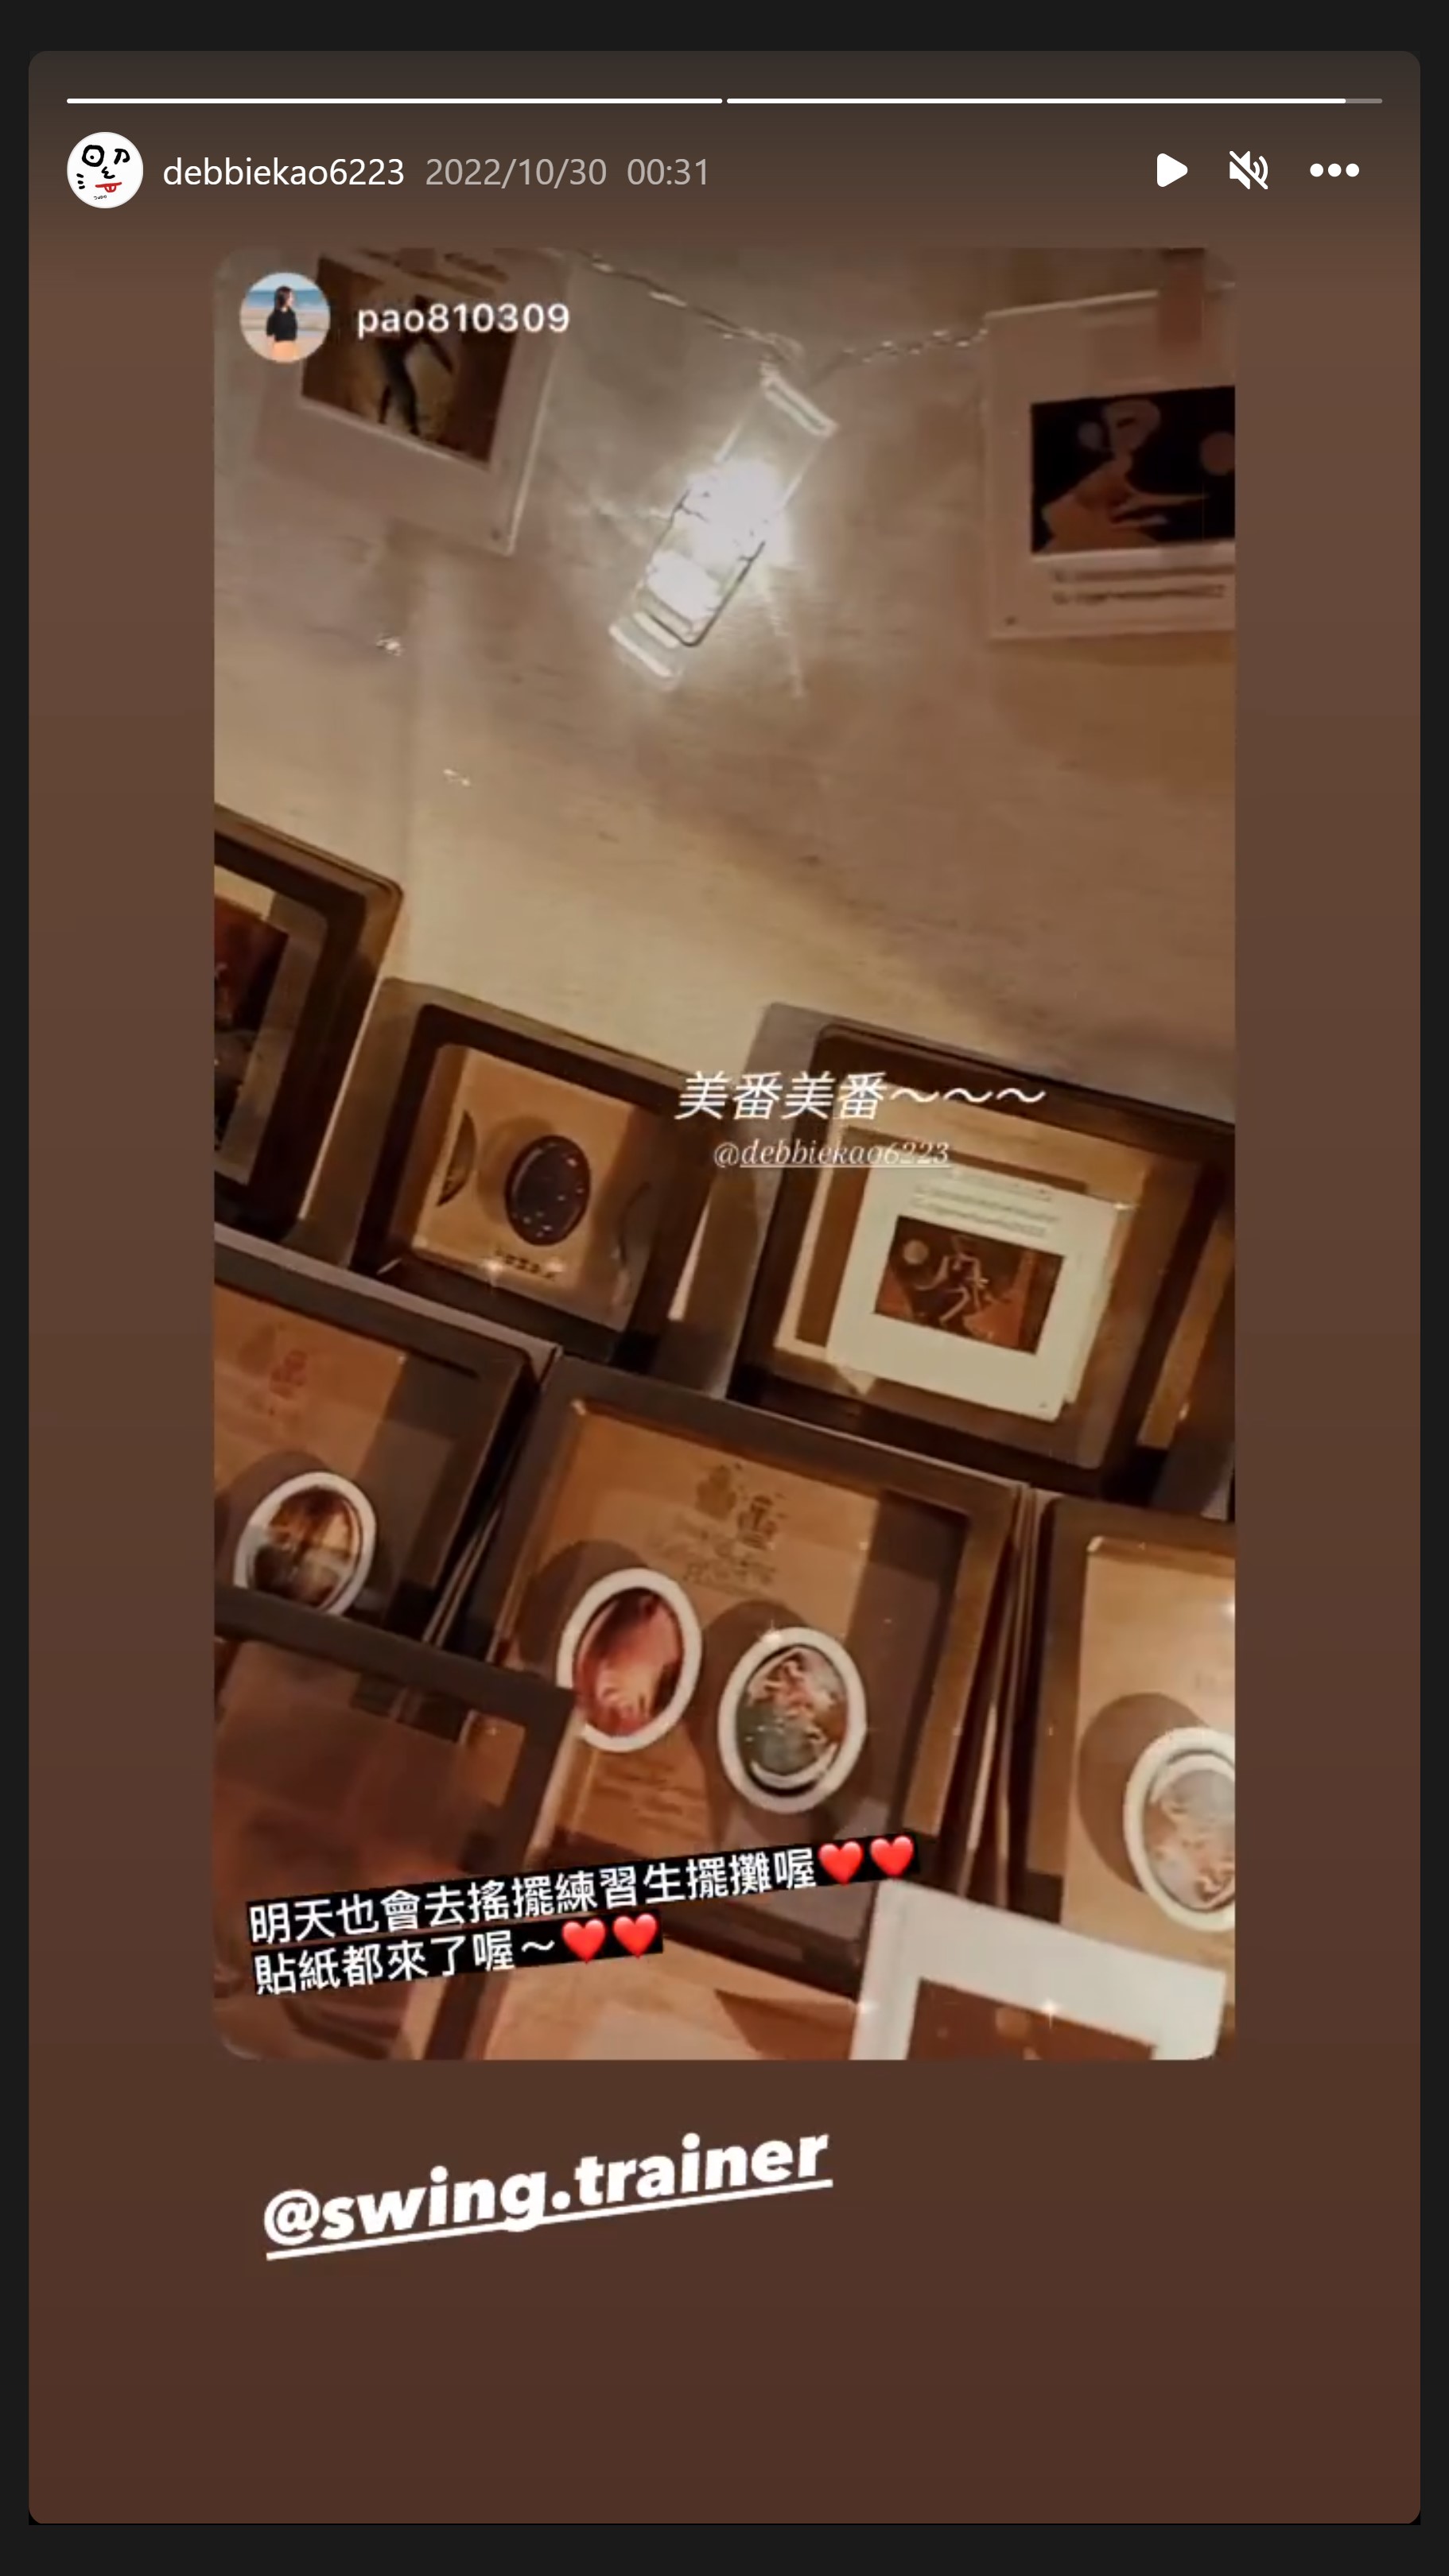 debbiekao6223 2022/10/30 00:31
pao810309
美番美番～～～
@debbiekao6223
明天也會去搖擺練習生擺攤喔❤️❤️
貼紙都來了喔～❤️❤️
@swing.trainer